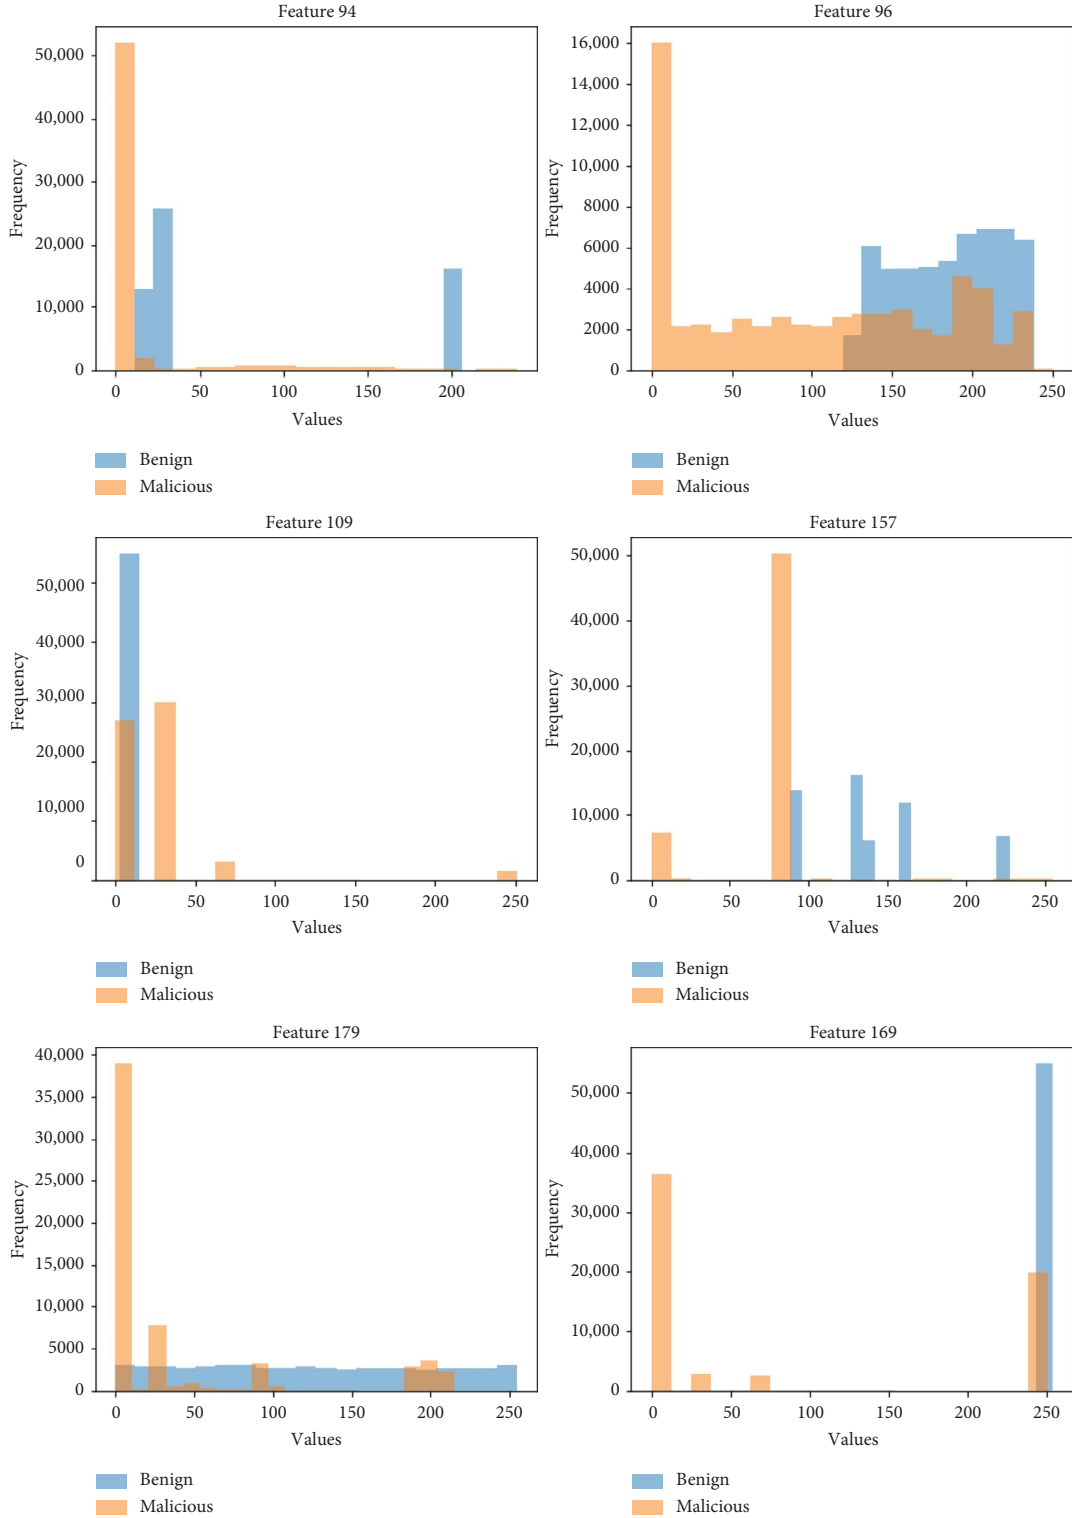 Feature 94
50,000
40,000
30,000
20,000
10,000
0
Frequency
0 50 100 150 200
Values
Benign
Malicious
Feature 96
16,000
14,000
12,000
10,000
8000
6000
4000
2000
0
Frequency
0 50 100 150 200 250
Values
Benign
Malicious
Feature 109
50,000
40,000
30,000
20,000
10,000
0
Frequency
0 50 100 150 200 250
Values
Benign
Malicious
Feature 157
50,000
40,000
30,000
20,000
10,000
0
Frequency
0 50 100 150 200 250
Values
Benign
Malicious
Feature 179
40,000
35,000
30,000
25,000
20,000
15,000
10,000
5000
0
Frequency
0 50 100 150 200 250
Values
Benign
Malicious
Feature 169
50,000
40,000
30,000
20,000
10,000
0
Frequency
0 50 100 150 200 250
Values
Benign
Malicious